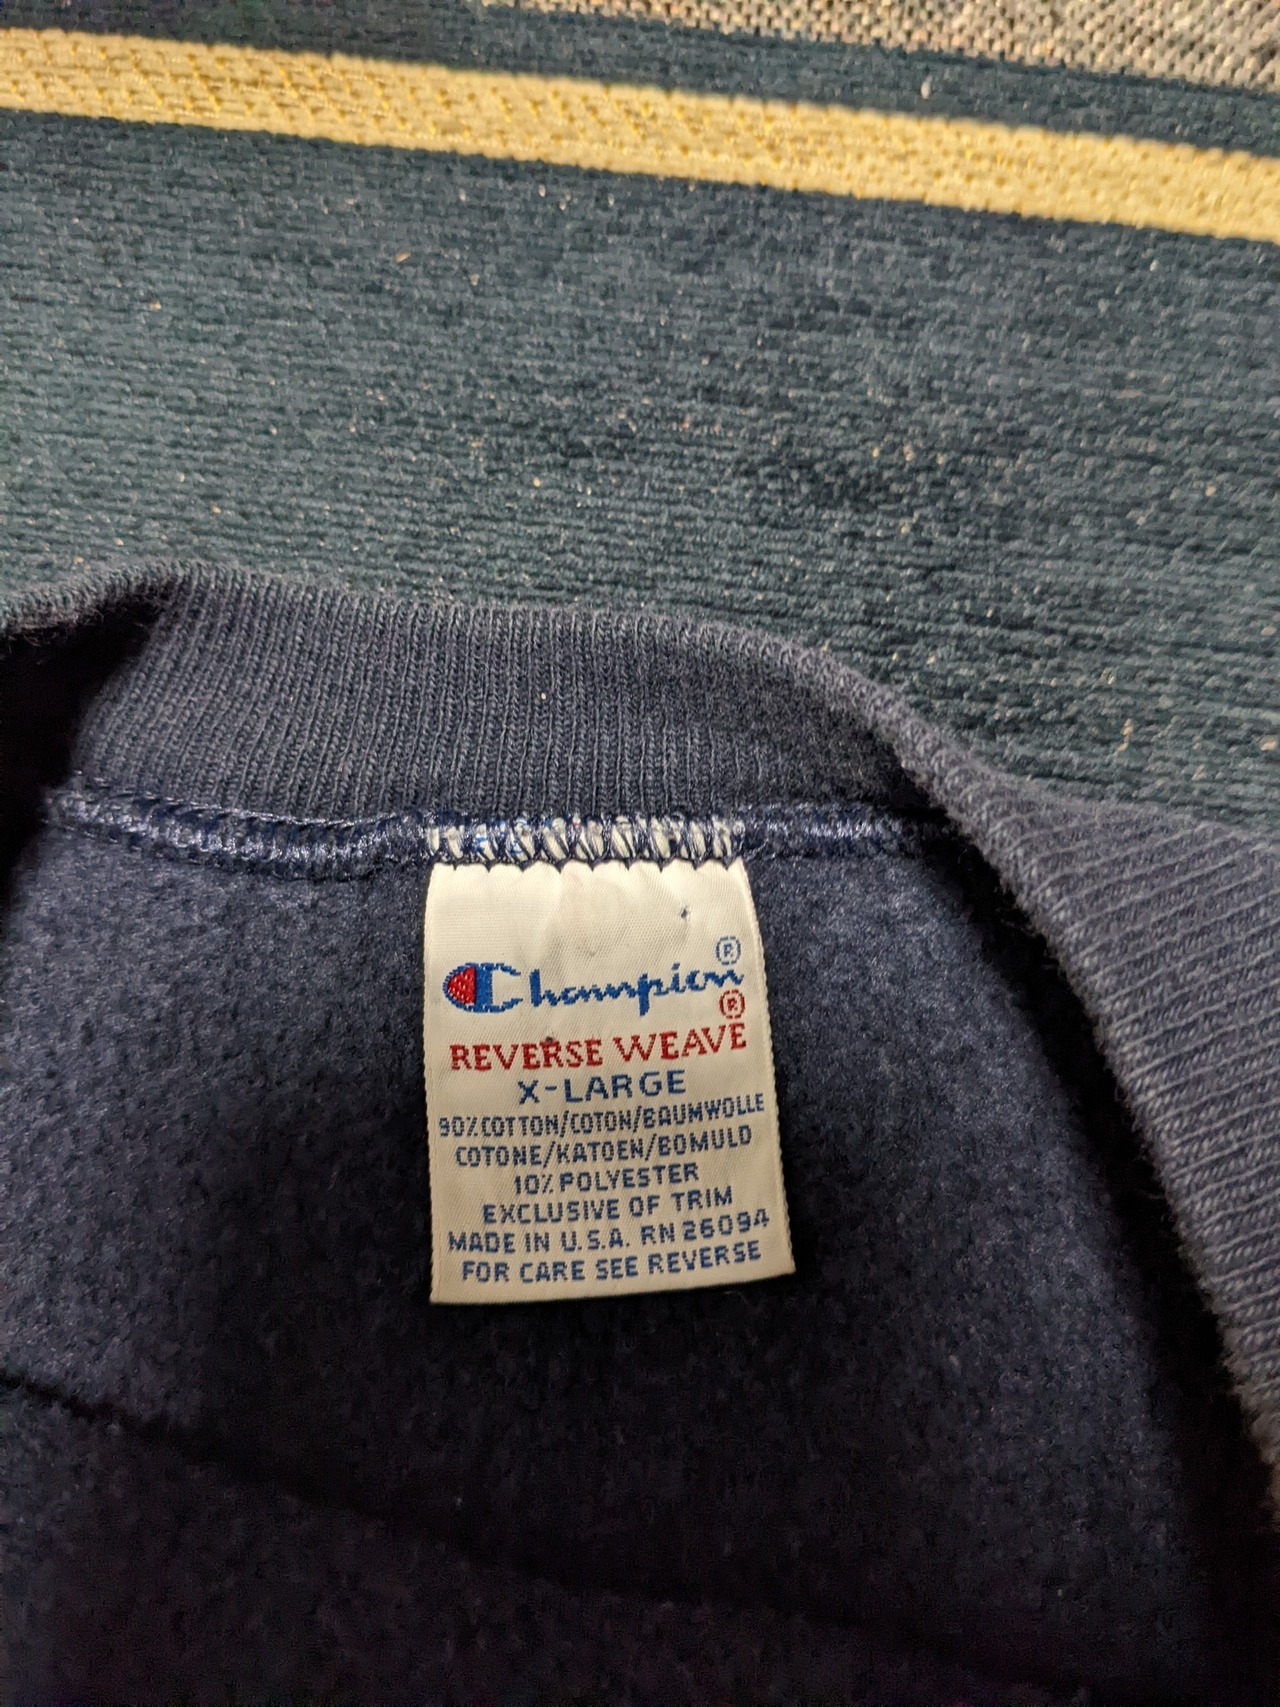 Champion®
REVERSE WEAVE®
X-LARGE
90% COTTON/COTON/BAUMWOLLE
COTONE/KATOEN/BOMULD
10% POLYESTER
EXCLUSIVE OF TRIM
MADE IN U.S.A. RN 26094
FOR CARE SEE REVERSE